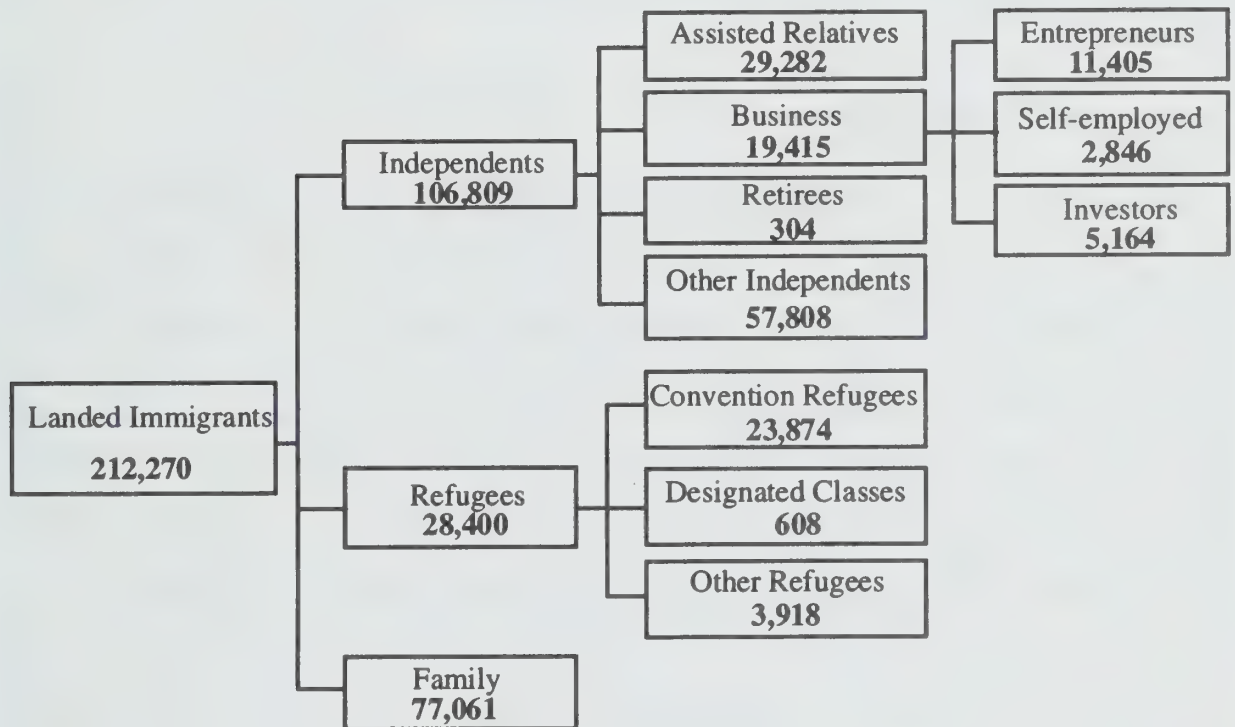 Assisted Relatives
29,282
Entrepreneurs
11,405
Business
19,415
Self-employed
2,846
Independents
106,809
Retirees
304
Investors
5,164
Other Independents
57,808
Landed Immigrants
212,270
Convention Refugees
23,874
Refugees
28,400
Designated Classes
608
Other Refugees
3,918
Family
77,061